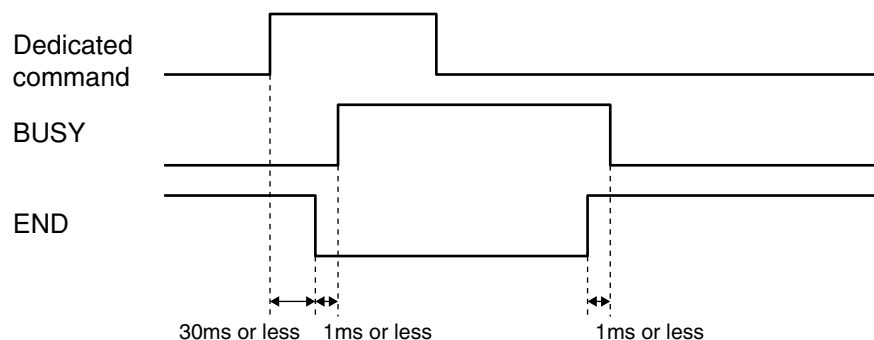 Dedicated
command
BUSY
END
30ms or less
1ms or less
1ms or less